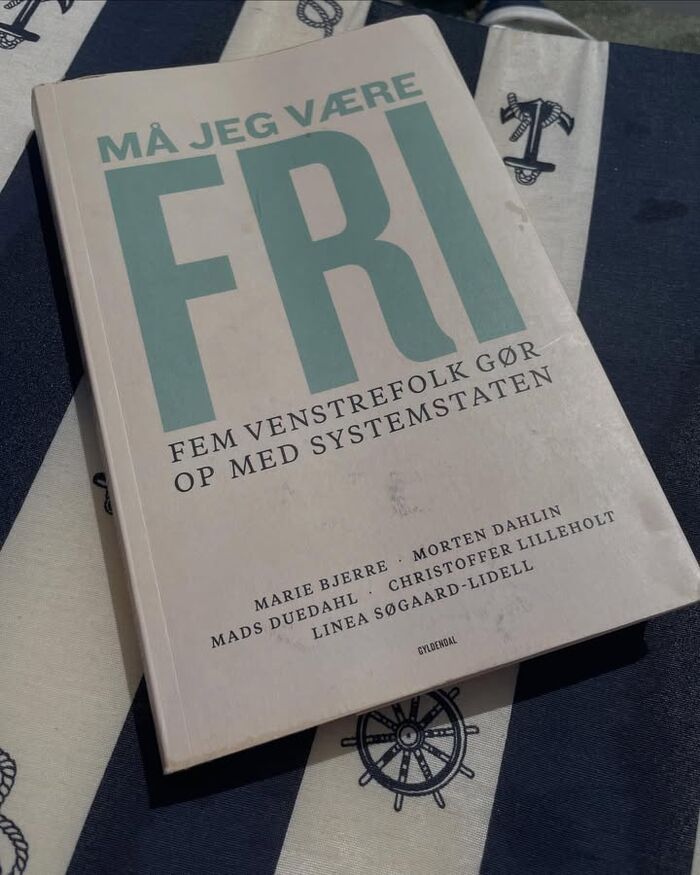 MÅ JEG VÆRE
FRI
FEM VENSTREFOLK GØR
OP MED SYSTEMSTATEN
MARIE BJERRE · MORTEN DAHLIN
MADS DUEDAHL · CHRISTOFFER LILLEHOLT
LINEA SØGAARD-LIDELL
GYLDENDAL